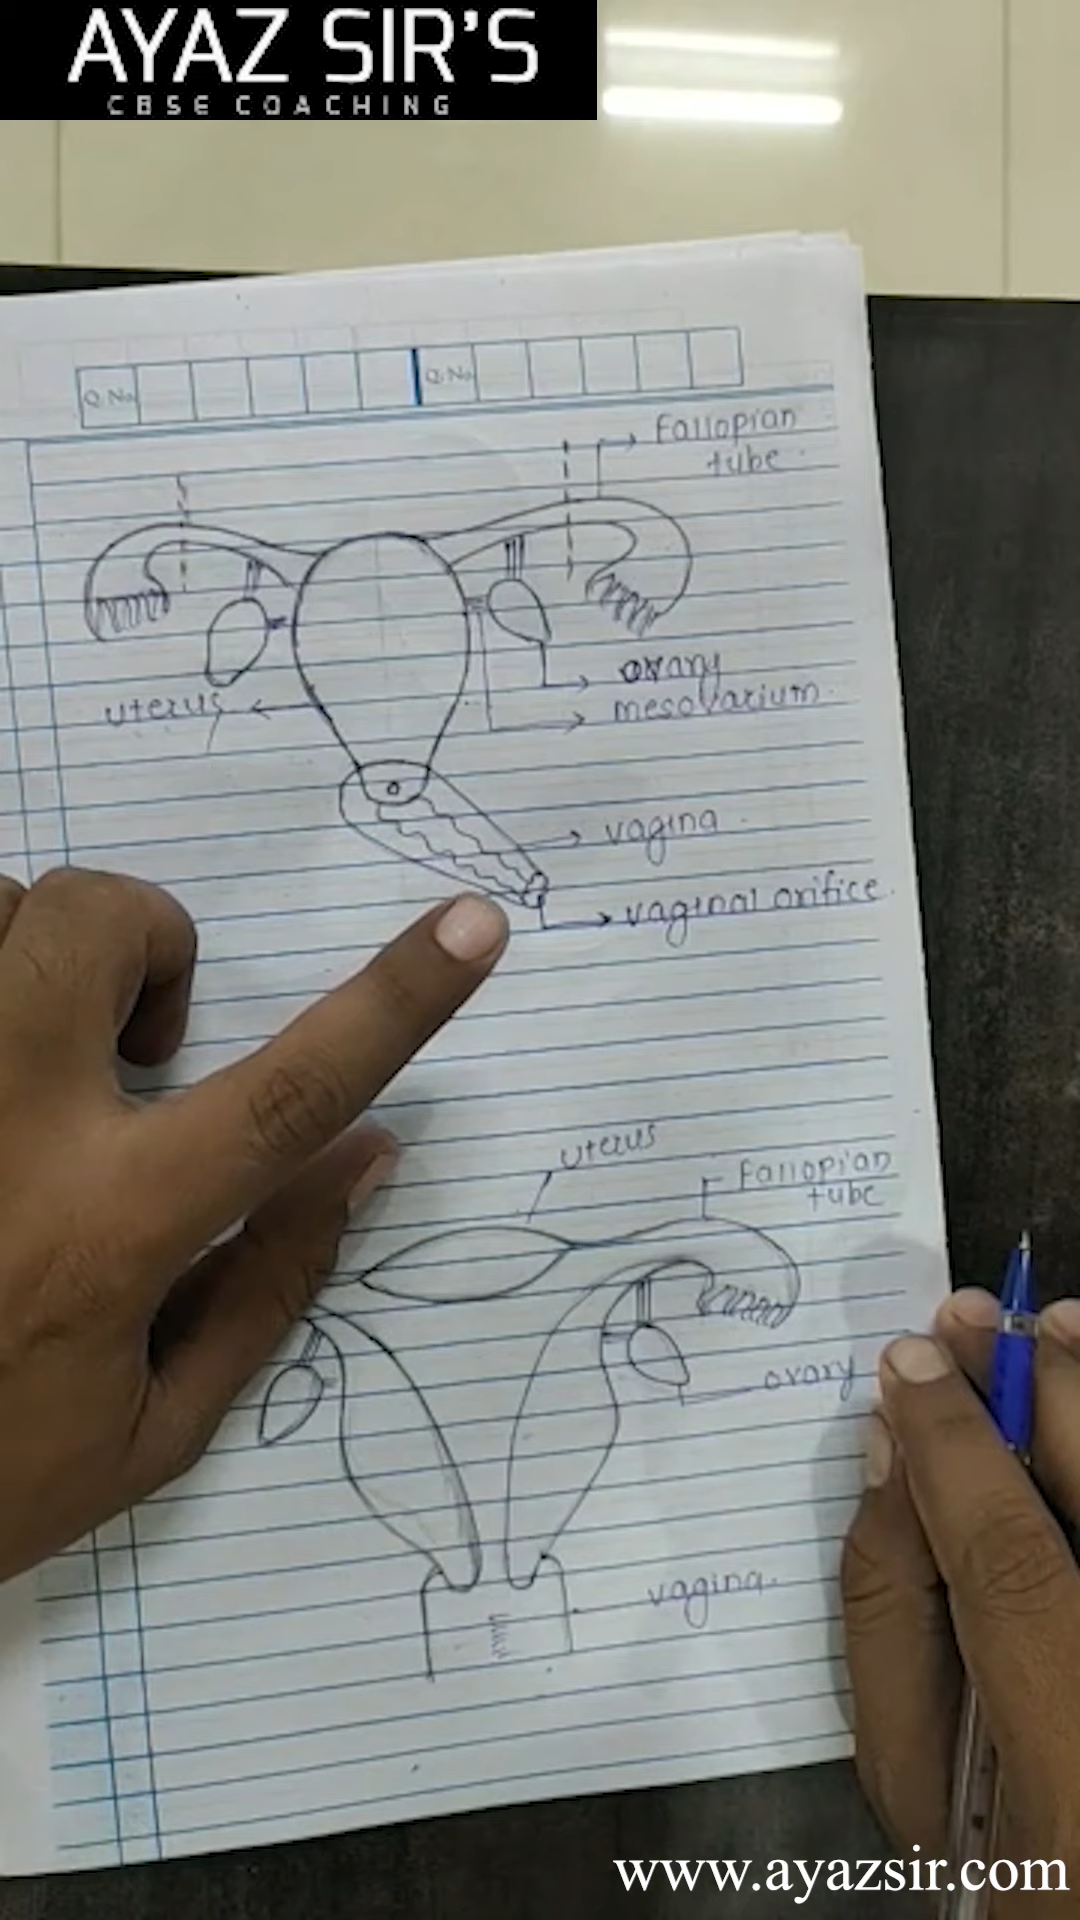 AYAZ SIR'S
CBSE COACHING
Q.No Q.No
Fallopian
tube.
ovary
mesovarium.
uterus
vagina.
vaginal orifice.
uterus
Fallopian
tube
ovary
vagina.
www.ayazsir.com